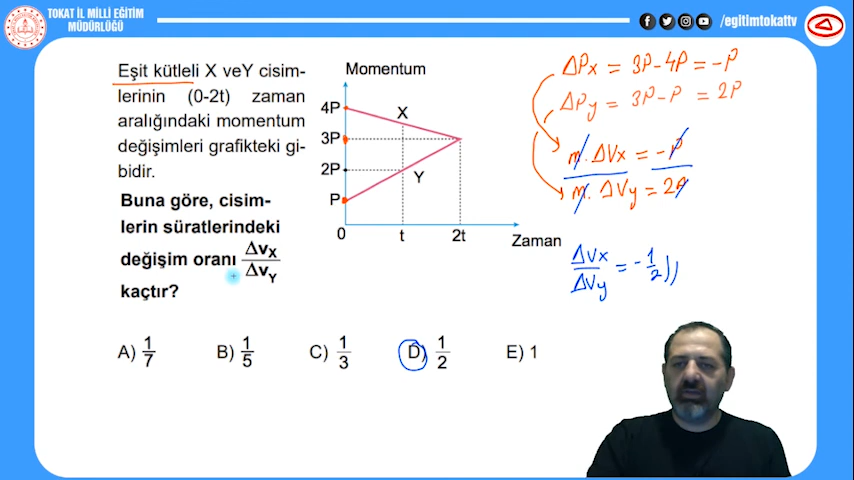 TOKAT İL MİLLİ EĞİTİM
MÜDÜRLÜĞÜ
/egitimtokattv
Eşit kütleli X veY cisim-
lerinin (0-2t) zaman
aralığındaki momentum
değişimleri grafikteki gi-
bidir.
Buna göre, cisim-
lerin süratlerindeki
değişim oranı ΔvX/ΔvY
kaçtır?
Momentum
4P
3P
2P
P
0
X
Y
t
2t
Zaman
ΔPx = 3P-4P = -P
ΔPy = 3P-P = 2P
m.ΔVx = -P
m.ΔVy = 2P
ΔVx/ΔVy = -1/2
A) 1/7
B) 1/5
C) 1/3
D) 1/2
E) 1